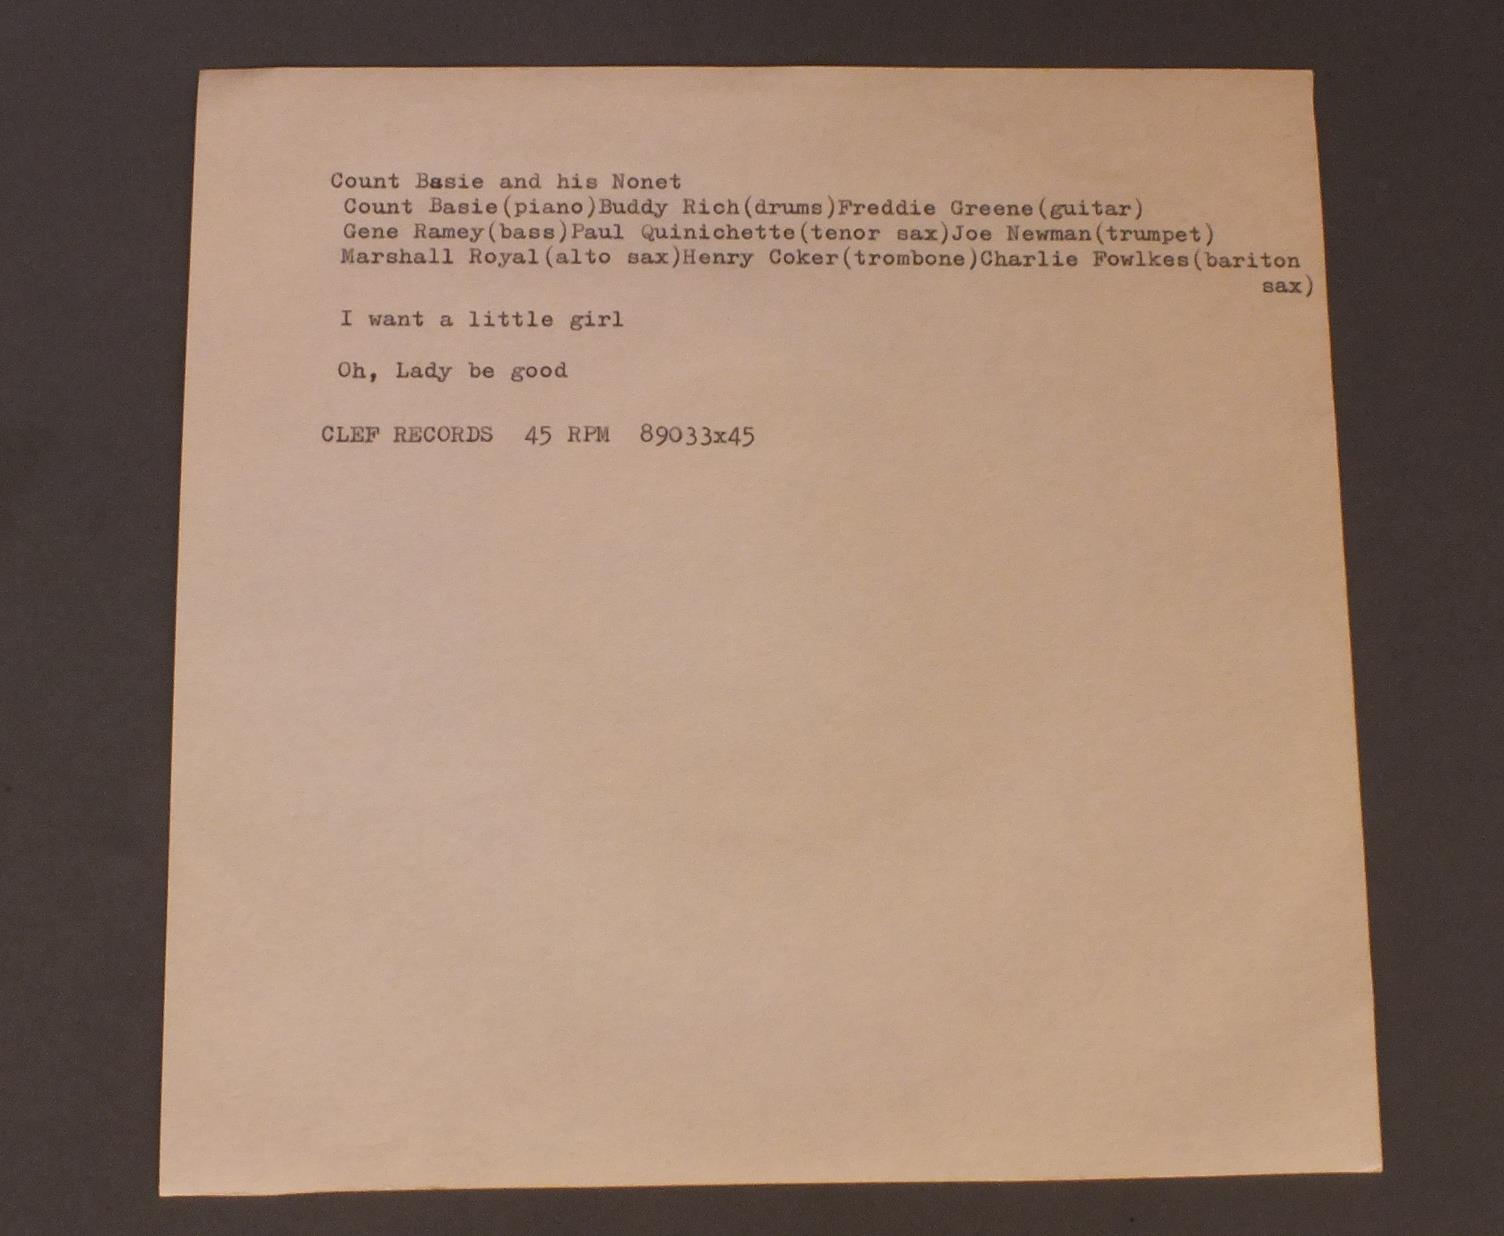 Count Basie and his Nonet
Count Basie(piano)Buddy Rich(drums)Freddie Greene(guitar)
Gene Ramey(bass)Paul Quinichette(tenor sax)Joe Newman(trumpet)
Marshall Royal(alto sax)Henry Coker(trombone)Charlie Fowlkes(bariton
sax)
I want a little girl
Oh, Lady be good
CLEF RECORDS 45 RPM 89033x45